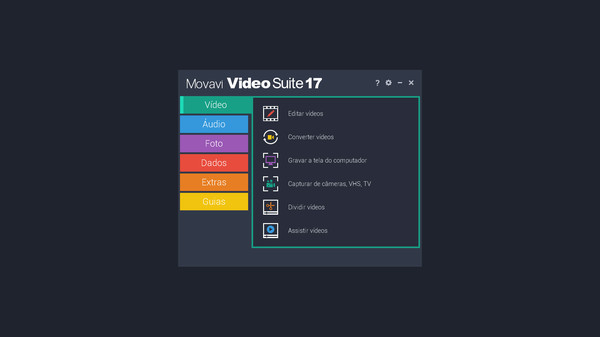 Movavi Video Suite 17
?
Vídeo
Áudio
Foto
Dados
Extras
Guias
Editar vídeos
Converter vídeos
Gravar a tela do computador
Capturar de câmeras, VHS, TV
Dividir vídeos
Assistir vídeos